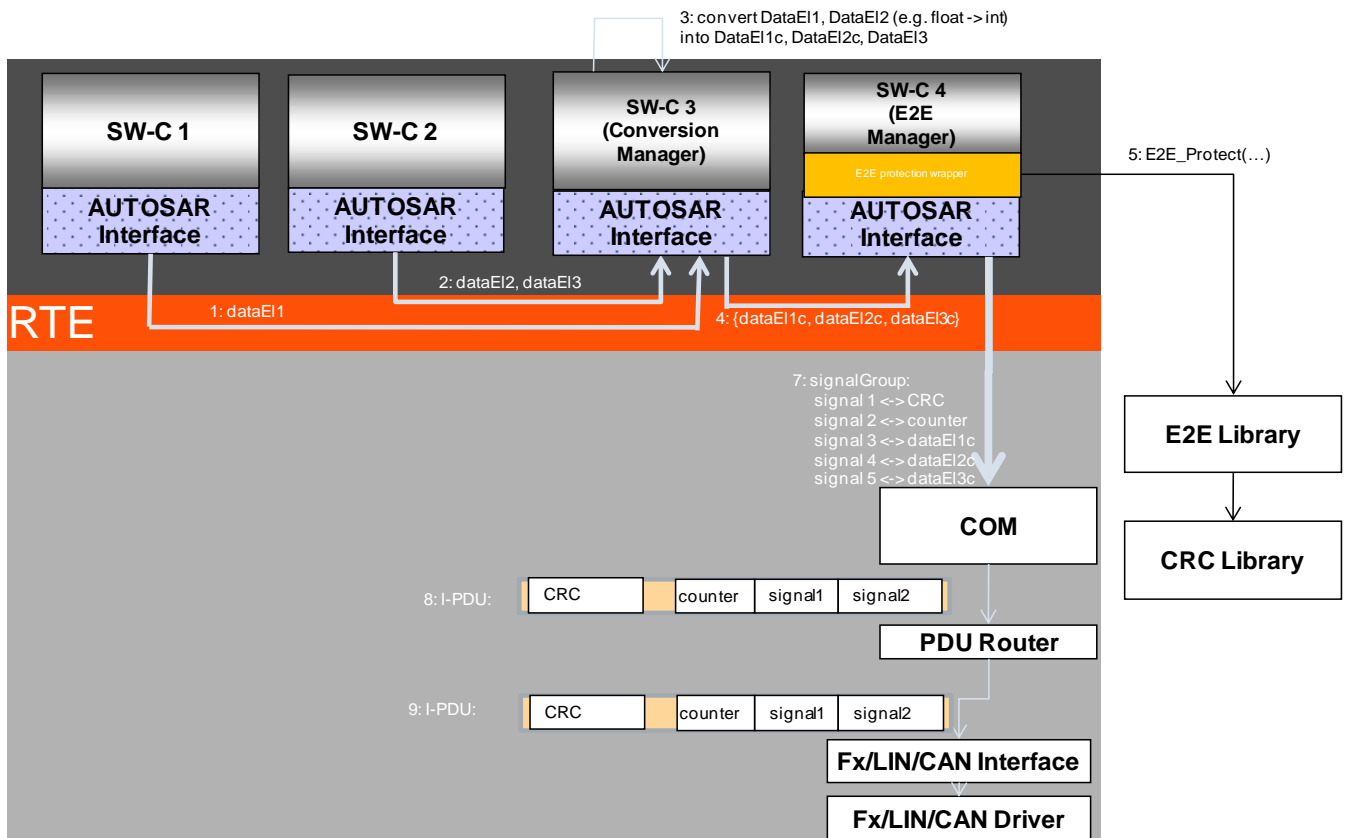 3: convert DataEl1, DataEl2 (e.g. float -> int)
into DataEl1c, DataEl2c, DataEl3
SW-C 1
AUTOSAR
Interface
SW-C 2
AUTOSAR
Interface
SW-C 3
(Conversion
Manager)
AUTOSAR
Interface
SW-C 4
(E2E
Manager)
E2E protection wrapper
AUTOSAR
Interface
5: E2E_Protect(…)
2: dataEl2, dataEl3
1: dataEl1
4: {dataEl1c, dataEl2c, dataEl3c}
RTE
7: signalGroup:
signal 1 <-> CRC
signal 2 <-> counter
signal 3 <-> dataEl1c
signal 4 <-> dataEl2c
signal 5 <-> dataEl3c
E2E Library
COM
CRC Library
8: I-PDU:
CRC
counter
signal1
signal2
PDU Router
9: I-PDU:
CRC
counter
signal1
signal2
Fx/LIN/CAN Interface
Fx/LIN/CAN Driver